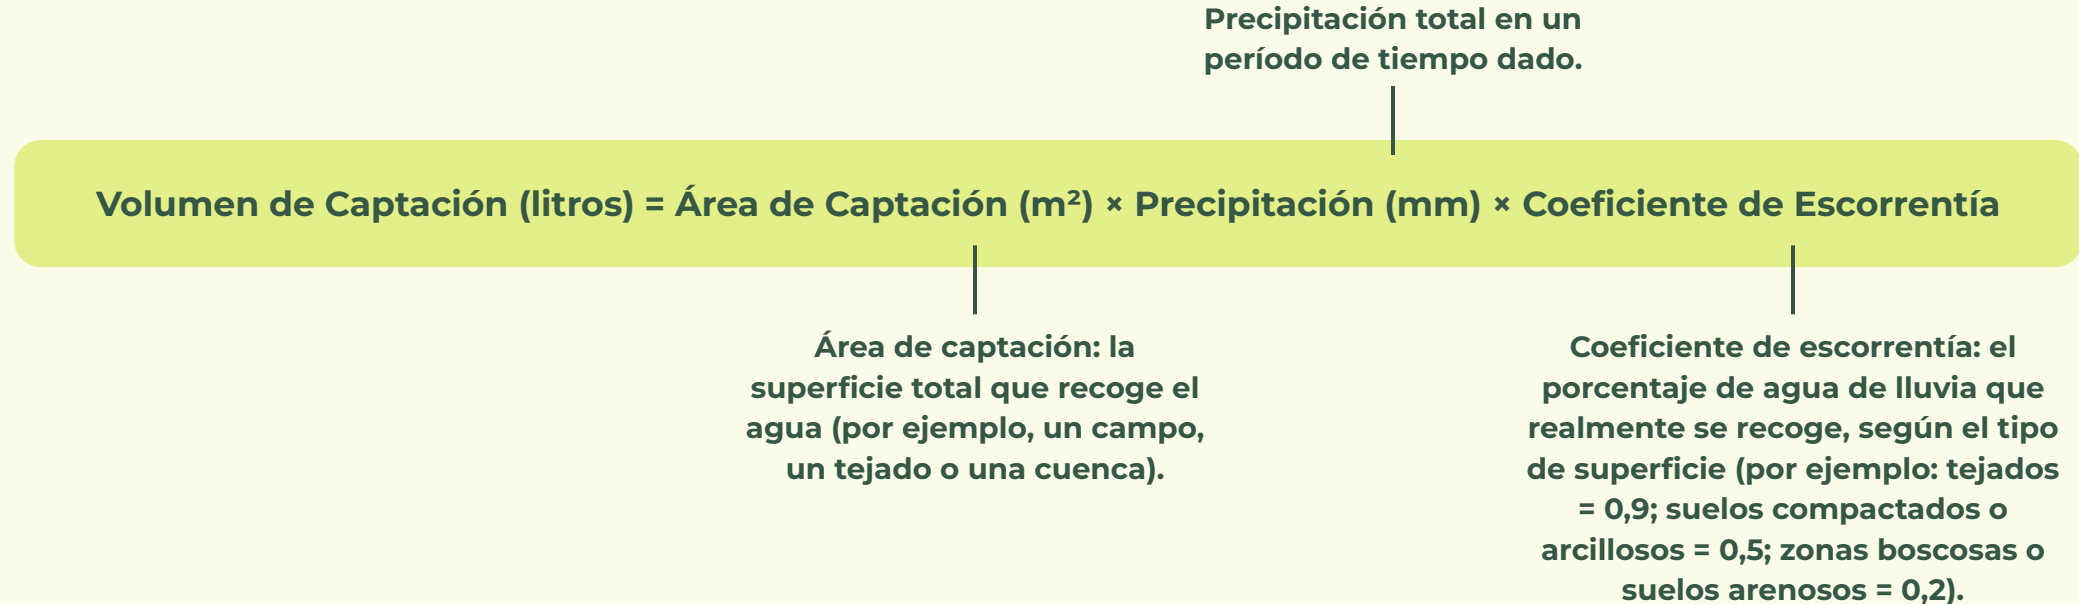 Precipitación total en un
período de tiempo dado.
Volumen de Captación (litros) = Área de Captación (m²) × Precipitación (mm) × Coeficiente de Escorrentía
Área de captación: la
superficie total que recoge el
agua (por ejemplo, un campo,
un tejado o una cuenca).
Coeficiente de escorrentía: el
porcentaje de agua de lluvia que
realmente se recoge, según el tipo
de superficie (por ejemplo: tejados
= 0,9; suelos compactados o
arcillosos = 0,5; zonas boscosas o
suelos arenosos = 0,2).